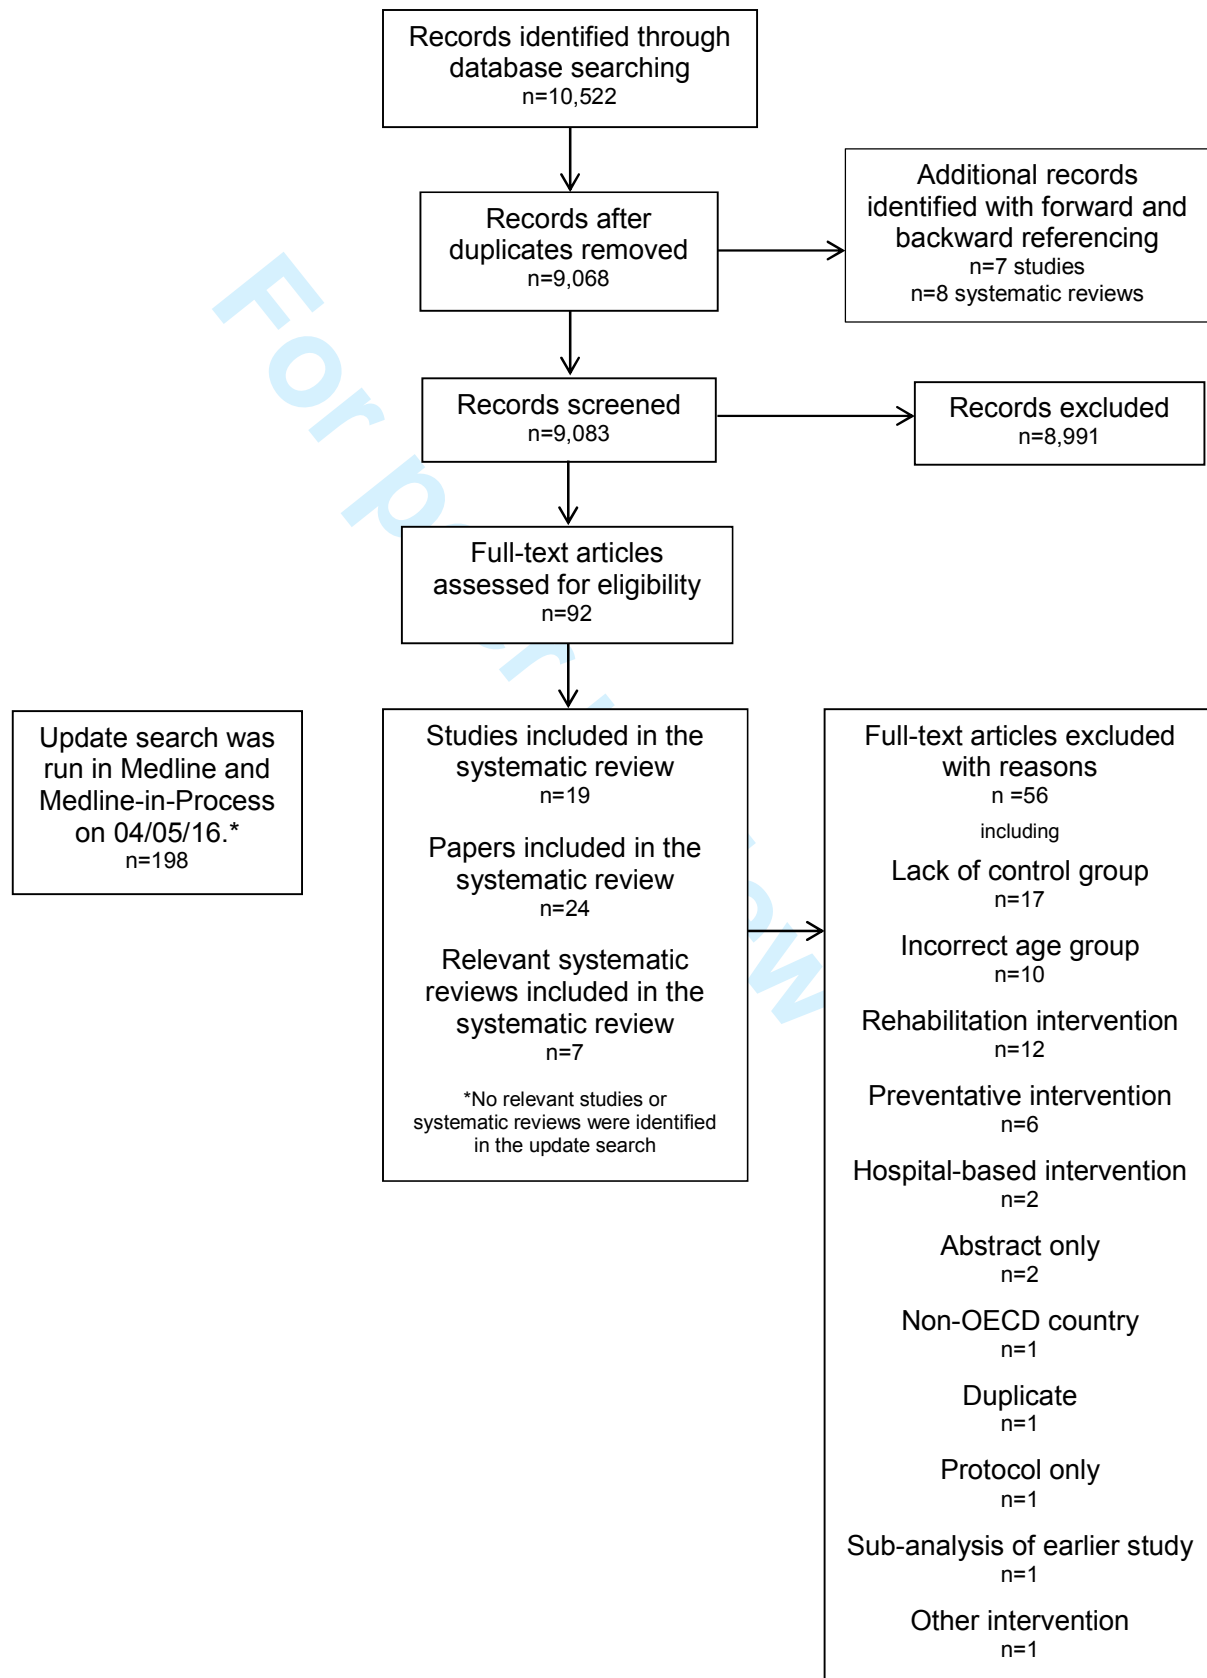 Records identified through
database searching
n=10,522
Records after
duplicates removed
n=9,068
Additional records
identified with forward and
backward referencing
n=7 studies
n=8 systematic reviews
Records screened
n=9,083
Records excluded
n=8,991
Full-text articles
assessed for eligibility
n=92
Update search was
run in Medline and
Medline-in-Process
on 04/05/16.*
n=198
Studies included in the
systematic review
n=19
Papers included in the
systematic review
n=24
Relevant systematic
reviews included in the
systematic review
n=7
*No relevant studies or
systematic reviews were identified
in the update search
Full-text articles excluded
with reasons
n =56
including
Lack of control group
n=17
Incorrect age group
n=10
Rehabilitation intervention
n=12
Preventative intervention
n=6
Hospital-based intervention
n=2
Abstract only
n=2
Non-OECD country
n=1
Duplicate
n=1
Protocol only
n=1
Sub-analysis of earlier study
n=1
Other intervention
n=1
For